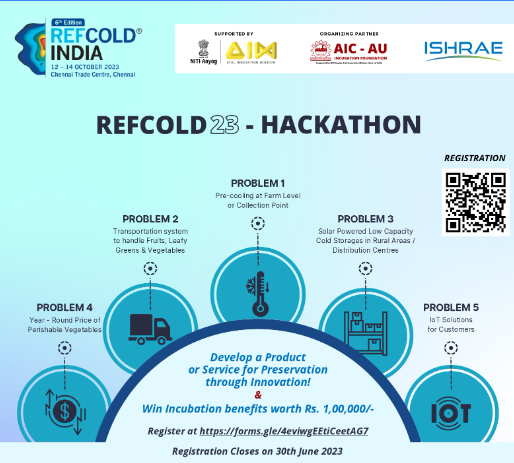 6th Edition
REFCOLD®
INDIA
12 - 14 OCTOBER 2023
Chennai Trade Centre, Chennai
SUPPORTED BY
NITI Aayog
AIM
ATAL INNOVATION MISSION
ORGANIZING PARTNER
AIC - AU
INCUBATION FOUNDATION
ISHRAE
REFCOLD 23 - HACKATHON
REGISTRATION
PROBLEM 1
Pre-cooling at Farm Level
or Collection Point
PROBLEM 2
Transportation system
to handle Fruits, Leafy
Greens & Vegetables
PROBLEM 3
Solar Powered Low Capacity
Cold Storages in Rural Areas /
Distribution Centres
PROBLEM 4
Year - Round Price of
Perishable Vegetables
PROBLEM 5
IoT Solutions
for Customers
$
IOT
Develop a Product
or Service for Preservation
through Innovation!
&
Win Incubation benefits worth Rs. 1,00,000/-
Register at https://forms.gle/4eviwgEEtiCeetAG7
Registration Closes on 30th June 2023